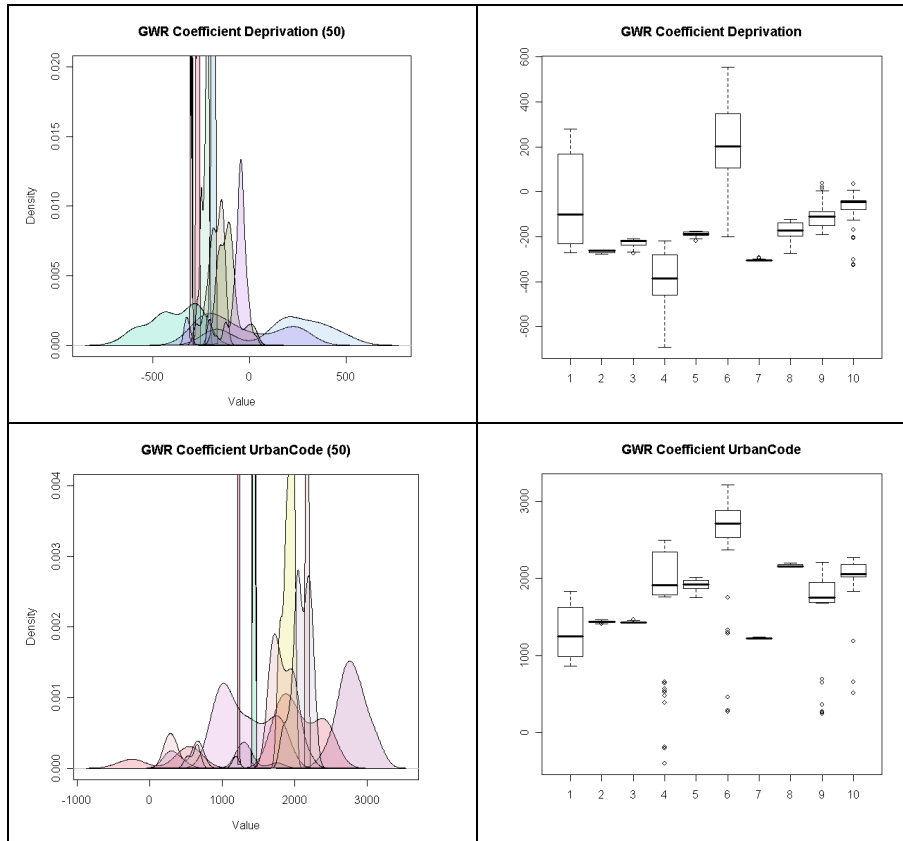 GWR Coefficient Deprivation (50)
0.020
0.015
0.010
0.005
0.000
Density
-500
0
500
Value
GWR Coefficient Deprivation
600
400
200
0
-200
-400
-600
1 2 3 4 5 6 7 8 9 10
GWR Coefficient UrbanCode (50)
0.004
0.003
0.002
0.001
0.000
Density
-1000
0
1000
2000
3000
Value
GWR Coefficient UrbanCode
3000
2000
1000
0
1 2 3 4 5 6 7 8 9 10